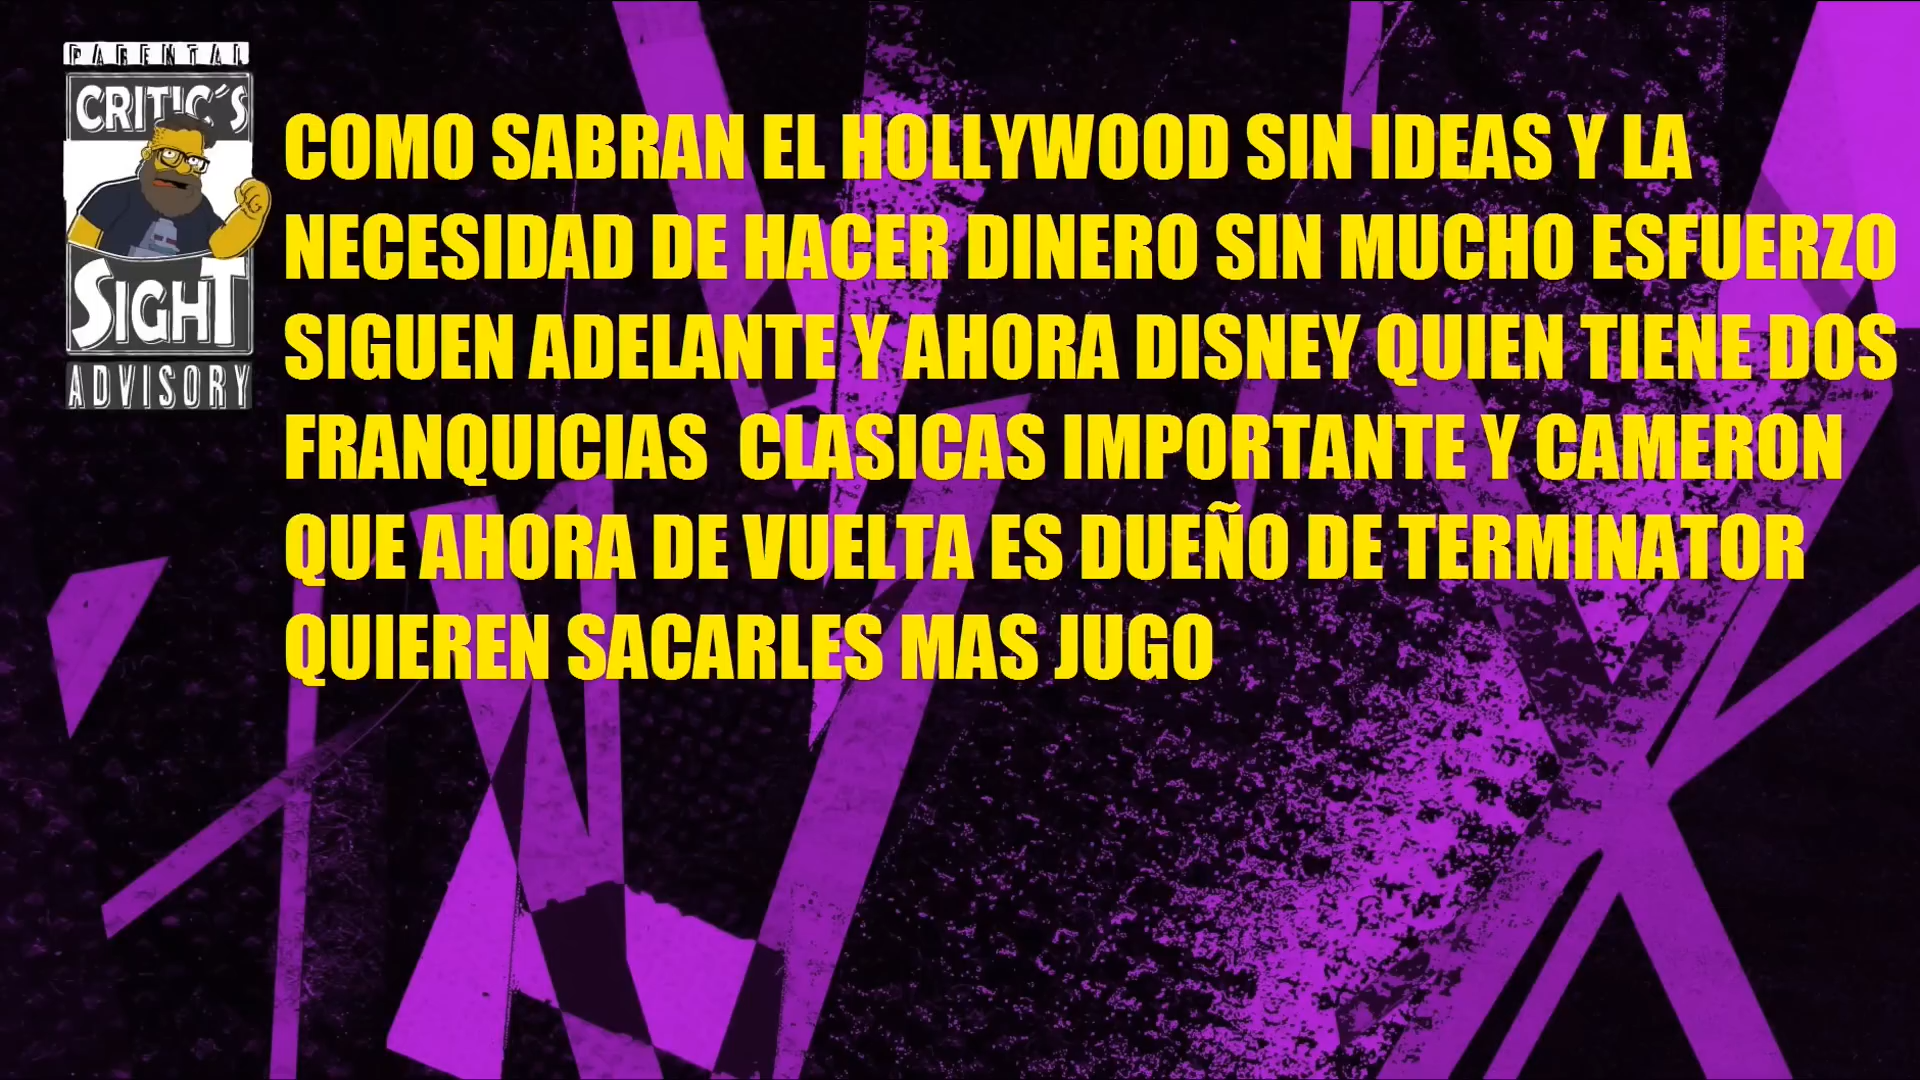 PARENTAL
CRITIC´S
SIGHT
ADVISORY
COMO SABRAN EL HOLLYWOOD SIN IDEAS Y LA
NECESIDAD DE HACER DINERO SIN MUCHO ESFUERZO
SIGUEN ADELANTE Y AHORA DISNEY QUIEN TIENE DOS
FRANQUICIAS  CLASICAS IMPORTANTE Y CAMERON
QUE AHORA DE VUELTA ES DUEÑO DE TERMINATOR
QUIEREN SACARLES MAS JUGO